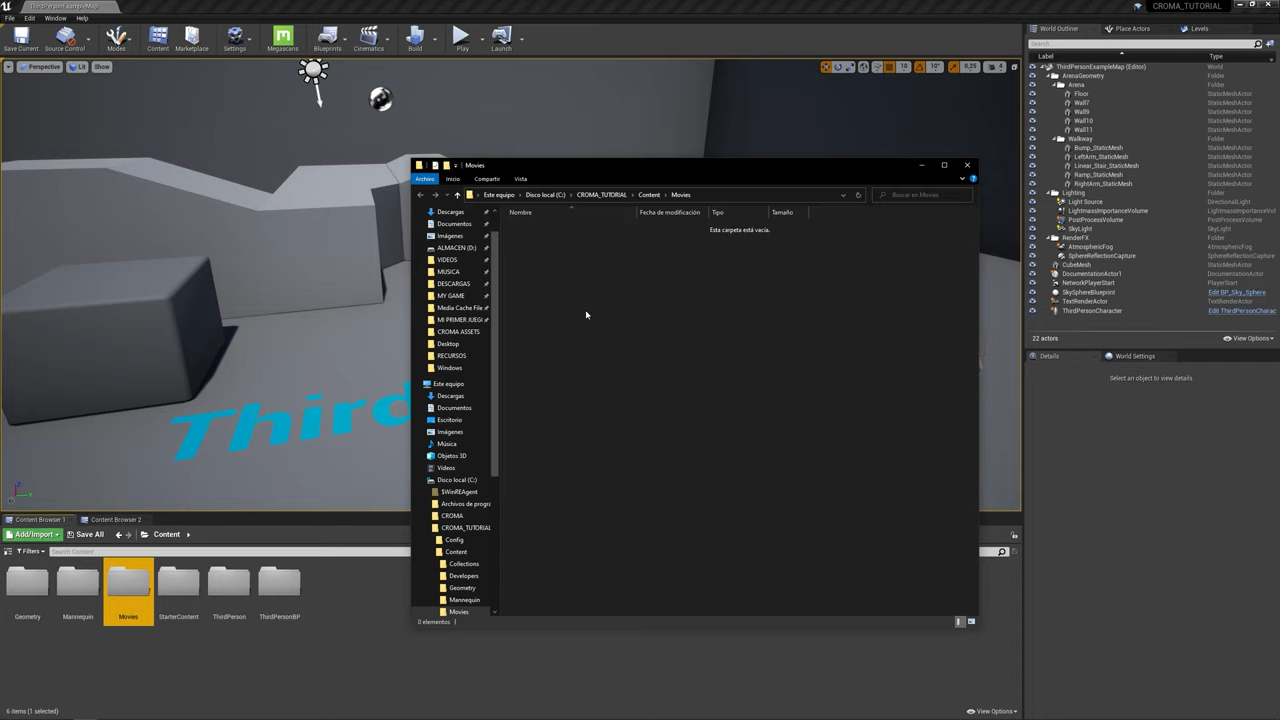 ThirdPersonExampleMap
CROMA_TUTORIAL
File Edit Window Help
Save Current Source Control Modes Content Marketplace Settings Megascans Blueprints Cinematics Build Play Launch
Perspective Lit Show
10 10° 0,25 4
Third
World Outliner Place Actors Levels
Search...
Label Type
ThirdPersonExampleMap (Editor) World
ArenaGeometry Folder
Arena Folder
Floor StaticMeshActor
Wall7 StaticMeshActor
Wall9 StaticMeshActor
Wall10 StaticMeshActor
Wall11 StaticMeshActor
Walkway Folder
Bump_StaticMesh StaticMeshActor
LeftArm_StaticMesh StaticMeshActor
Linear_Stair_StaticMesh StaticMeshActor
Ramp_StaticMesh StaticMeshActor
RightArm_StaticMesh StaticMeshActor
Lighting Folder
Light Source DirectionalLight
LightmassImportanceVolume LightmassImportanceVol
PostProcessVolume PostProcessVolume
SkyLight SkyLight
RenderFX Folder
AtmosphericFog AtmosphericFog
SphereReflectionCapture SphereReflectionCapture
CubeMesh StaticMeshActor
DocumentationActor1 DocumentationActor
NetworkPlayerStart PlayerStart
SkySphereBlueprint Edit BP_Sky_Sphere
TextRenderActor TextRenderActor
ThirdPersonCharacter Edit ThirdPersonCharac
22 actors View Options
Details World Settings
Select an object to view details.
Movies
Archivo Inicio Compartir Vista
Este equipo > Disco local (C:) > CROMA_TUTORIAL > Content > Movies
Buscar en Movies
Nombre Fecha de modificación Tipo Tamaño
Esta carpeta está vacía.
Descargas
Documentos
Imágenes
ALMACEN (D:)
VIDEOS
MUSICA
DESCARGAS
MY GAME
Media Cache File
MI PRIMER JUEG
CROMA ASSETS
Desktop
RECURSOS
Windows
Este equipo
Descargas
Documentos
Escritorio
Imágenes
Música
Objetos 3D
Vídeos
Disco local (C:)
$WinREAgent
Archivos de progra
CROMA
CROMA_TUTORIAL
Config
Content
Collections
Developers
Geometry
Mannequin
Movies
0 elementos
Content Browser 1 Content Browser 2
Add/Import Save All Content
Filters Search Content
Geometry Mannequin Movies StarterContent ThirdPerson ThirdPersonBP
6 items (1 selected) View Options